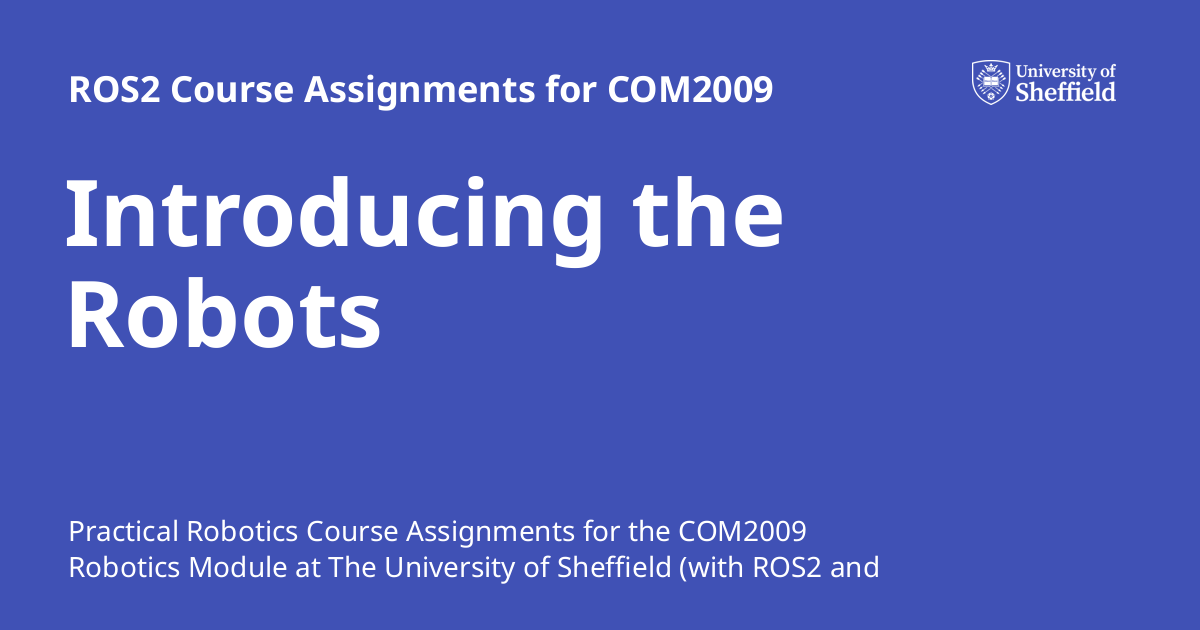 ROS2 Course Assignments for COM2009
University of
Sheffield
Introducing the
Robots
Practical Robotics Course Assignments for the COM2009
Robotics Module at The University of Sheffield (with ROS2 and